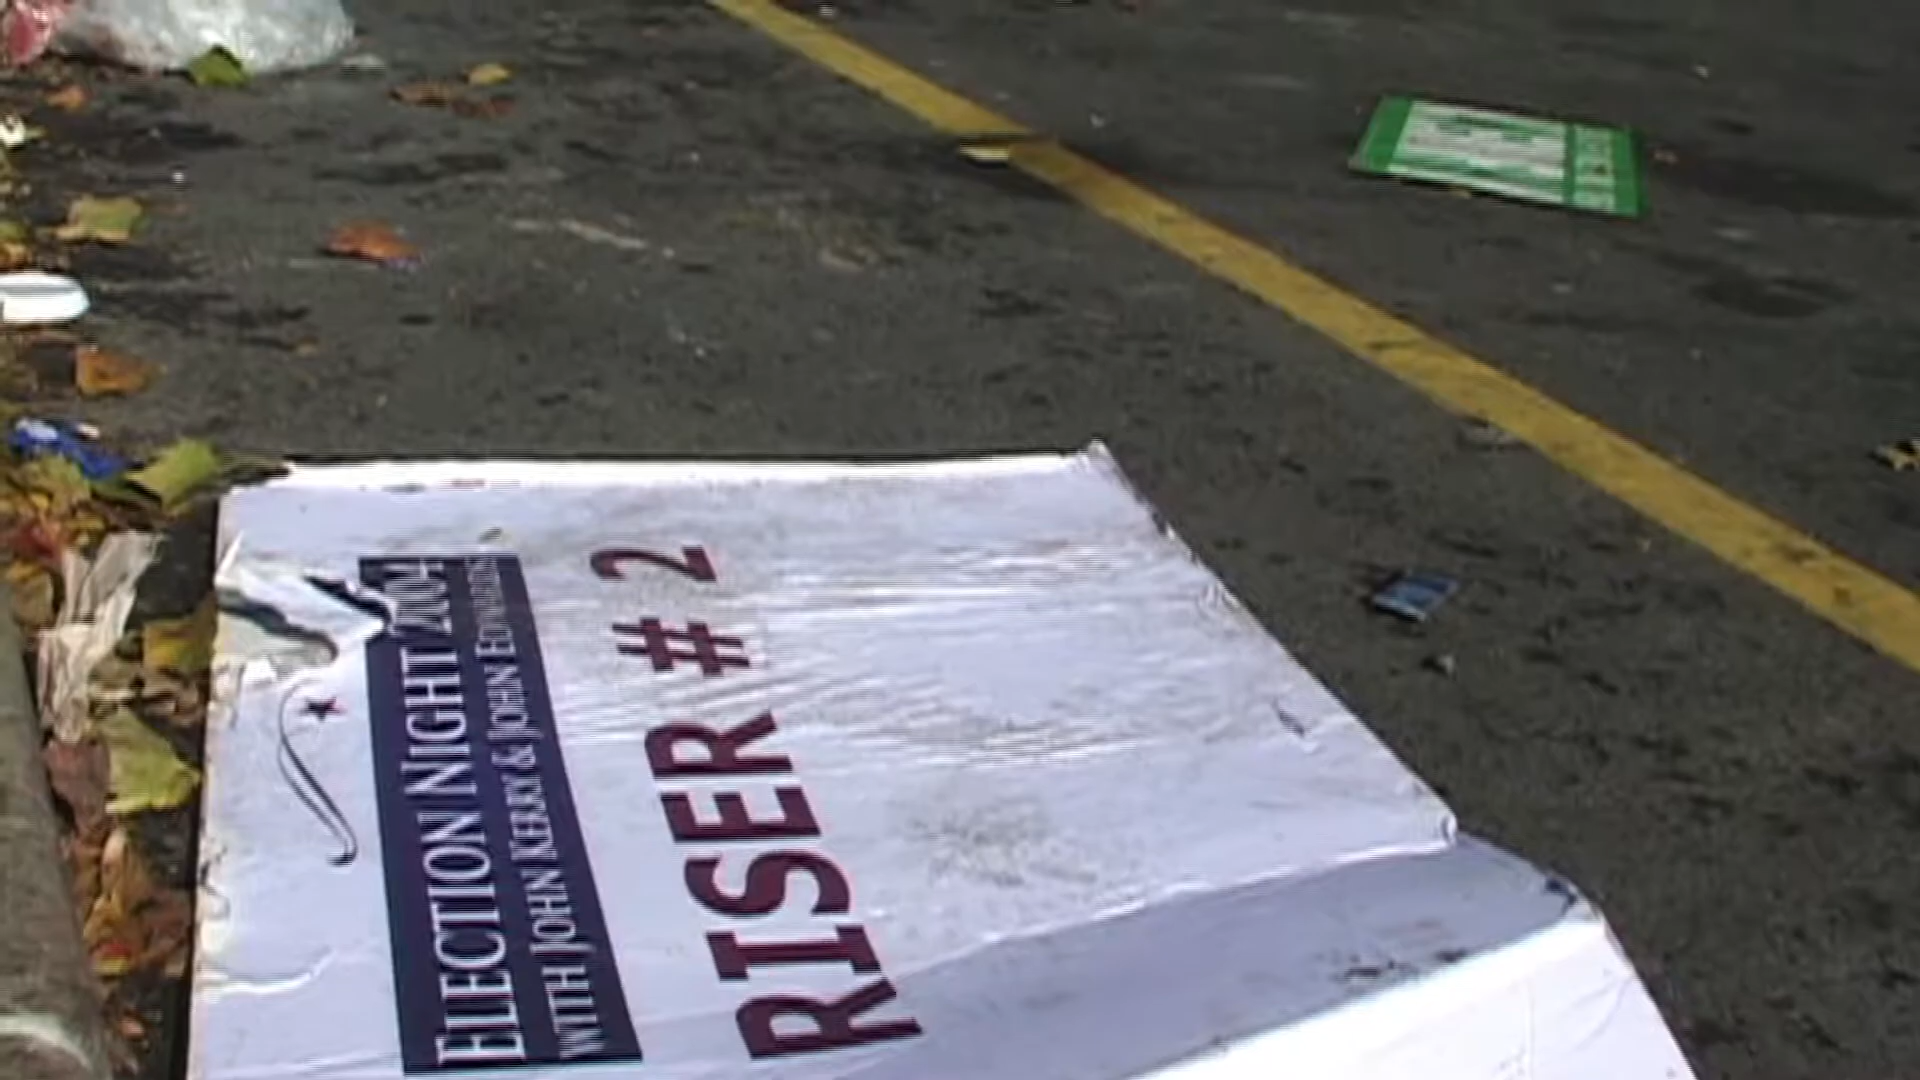 ELECTION NIGHT 2004
WITH JOHN KERRY & JOHN EDWARDS
RISER # 2